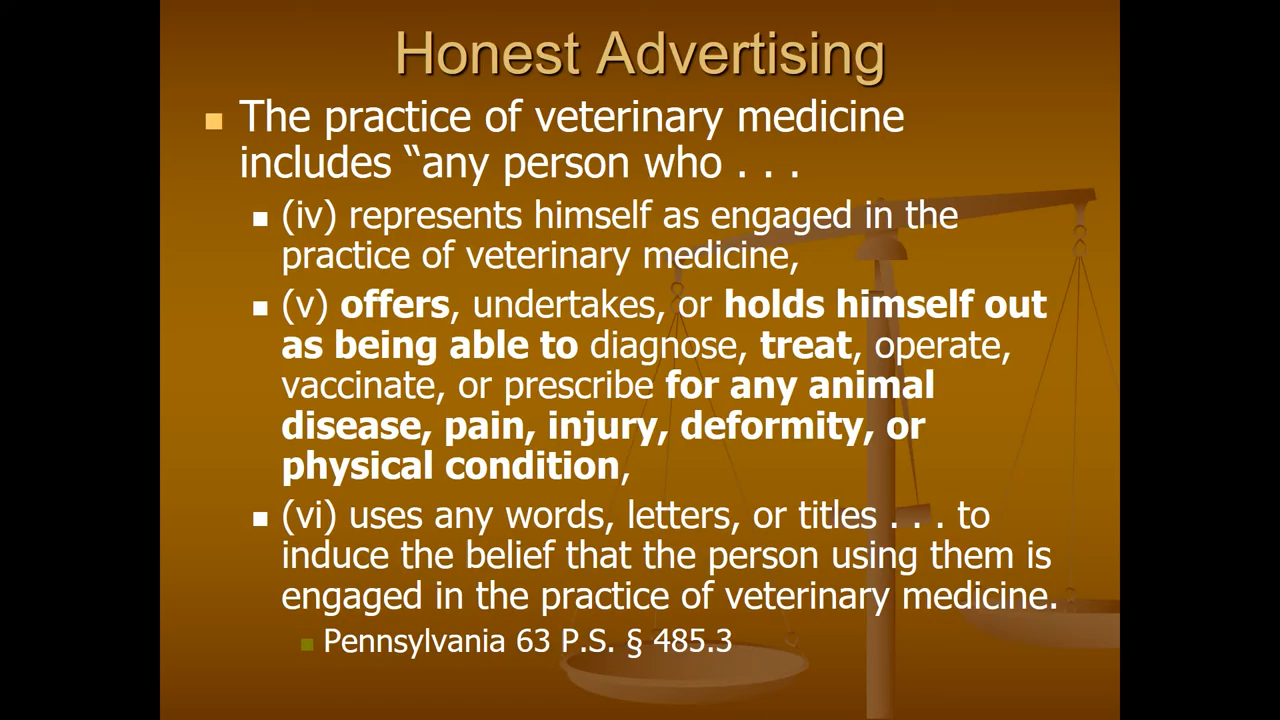 Honest Advertising
The practice of veterinary medicine
includes “any person who . . .
(iv) represents himself as engaged in the
practice of veterinary medicine,
(v) offers, undertakes, or holds himself out
as being able to diagnose, treat, operate,
vaccinate, or prescribe for any animal
disease, pain, injury, deformity, or
physical condition,
(vi) uses any words, letters, or titles . . . to
induce the belief that the person using them is
engaged in the practice of veterinary medicine.
Pennsylvania 63 P.S. § 485.3